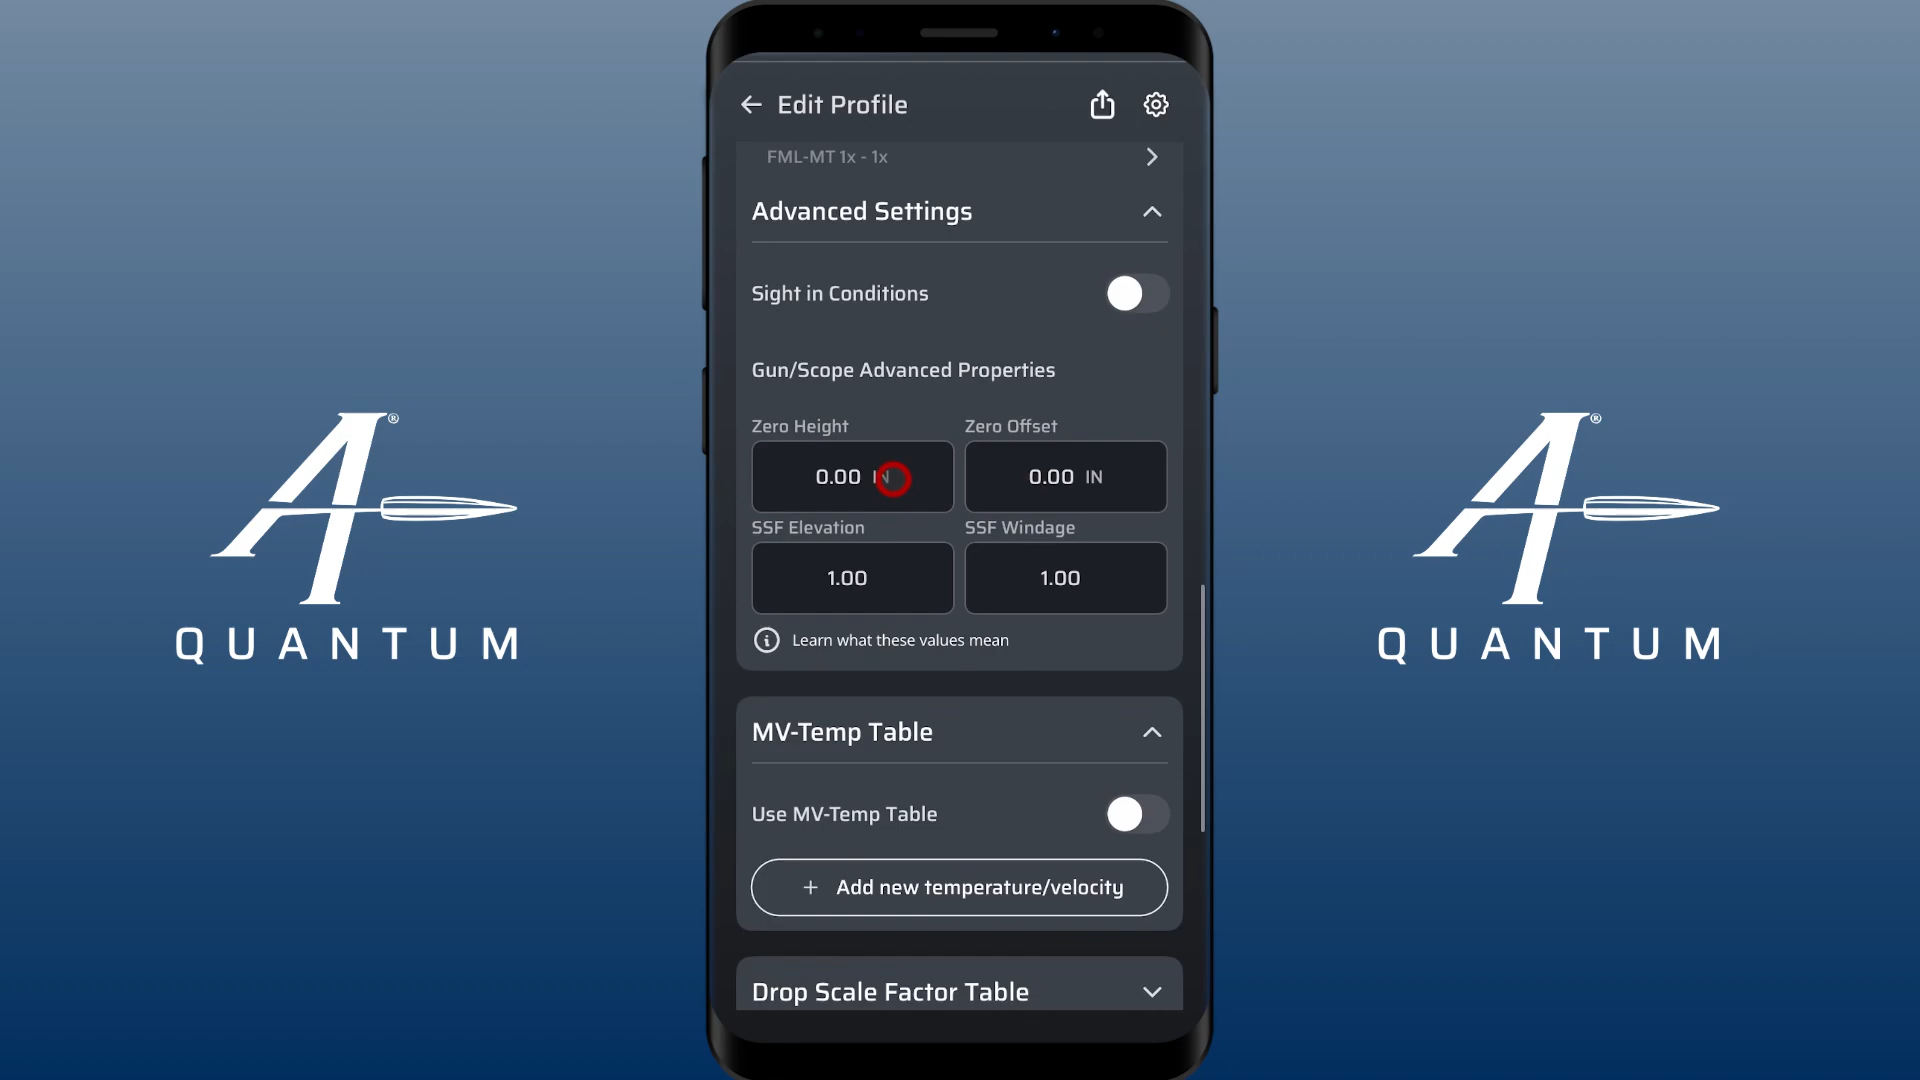 Edit Profile
FML-MT 1x - 1x
Advanced Settings
Sight in Conditions
Gun/Scope Advanced Properties
Zero Height Zero Offset
0.00 IN 0.00 IN
SSF Elevation SSF Windage
1.00 1.00
Learn what these values mean
MV-Temp Table
Use MV-Temp Table
+ Add new temperature/velocity
Drop Scale Factor Table
A®
QUANTUM
A®
QUANTUM